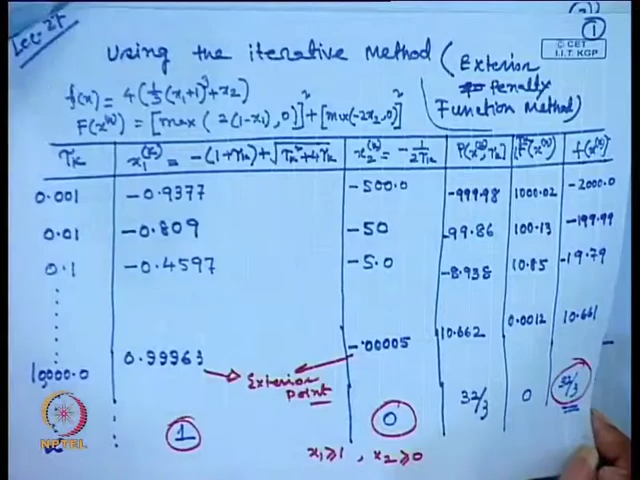 Lec-27
1
© CET
I.I.T. KGP
Using the iterative Method (Exterior
Penalty
Function Method)
f(x) = 4(1/3(x₁+1)³+x₂)
F(x⁽ᵏ⁾) = [max(2(1-x₁), 0)]² + [max(-2x₂,0)]²
r_k | x₁⁽ᵏ⁾ = -(1+r_k)+√(r_k²+4r_k) | x₂⁽ᵏ⁾ = -1/(2r_k) | P(x⁽ᵏ⁾, r_k) | F(x⁽ᵏ⁾) | f(x⁽ᵏ⁾)
0.001 | -0.9377 | -500.0 | -999.98 | 1000.02 | -2000.0
0.01 | -0.809 | -50 | -99.86 | 100.13 | -199.99
0.1 | -0.4597 | -5.0 | -8.938 | 10.85 | -19.79
10,000.0 | 0.99963 | -.00005 | 10.662 | 0.0012 | 10.661
Exterior
Point
1 | 0 | 32/3 | 0 | 32/3
x₁≥1, x₂≥0
NPTEL